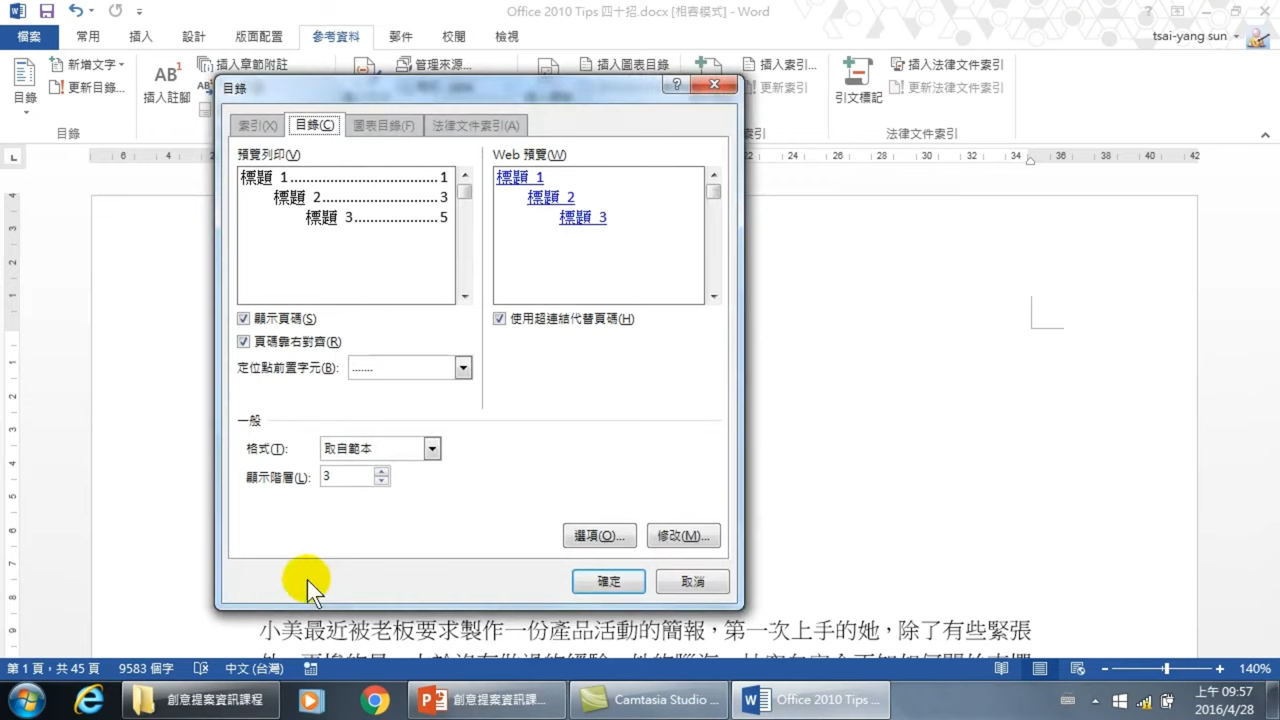 Office 2010 Tips 四十招.docx [相容模式] - Word
檔案 常用 插入 設計 版面配置 參考資料 郵件 校閱 檢視 tsai-yang sun
目錄 新增文字 更新目錄... 目錄
AB¹ 插入註腳 插入章節附註
管理來源...
插入圖表目錄
插入索引... 更新索引
引文標記 插入法律文件索引 更新法律文件索引 法律文件索引
目錄
索引(X) 目錄(C) 圖表目錄(F) 法律文件索引(A)
預覽列印(V) Web 預覽(W)
標題 1....................................1 標題 1
標題 2.............................3 標題 2
標題 3......................5 標題 3
顯示頁碼(S) 使用超連結代替頁碼(H)
頁碼靠右對齊(R)
定位點前置字元(B): .......
一般
格式(T): 取自範本
顯示階層(L): 3
選項(O)... 修改(M)...
確定 取消
6 4 2 22 24 26 28 30 32 34 36 38 40 42
小美最近被老板要求製作一份產品活動的簡報，第一次上手的她，除了有些緊張
第 1 頁，共 45 頁 9583 個字 中文 (台灣) 140%
創意提案資訊課程 創意提案資訊課... Camtasia Studio ... Office 2010 Tips ... 上午 09:57
2016/4/28